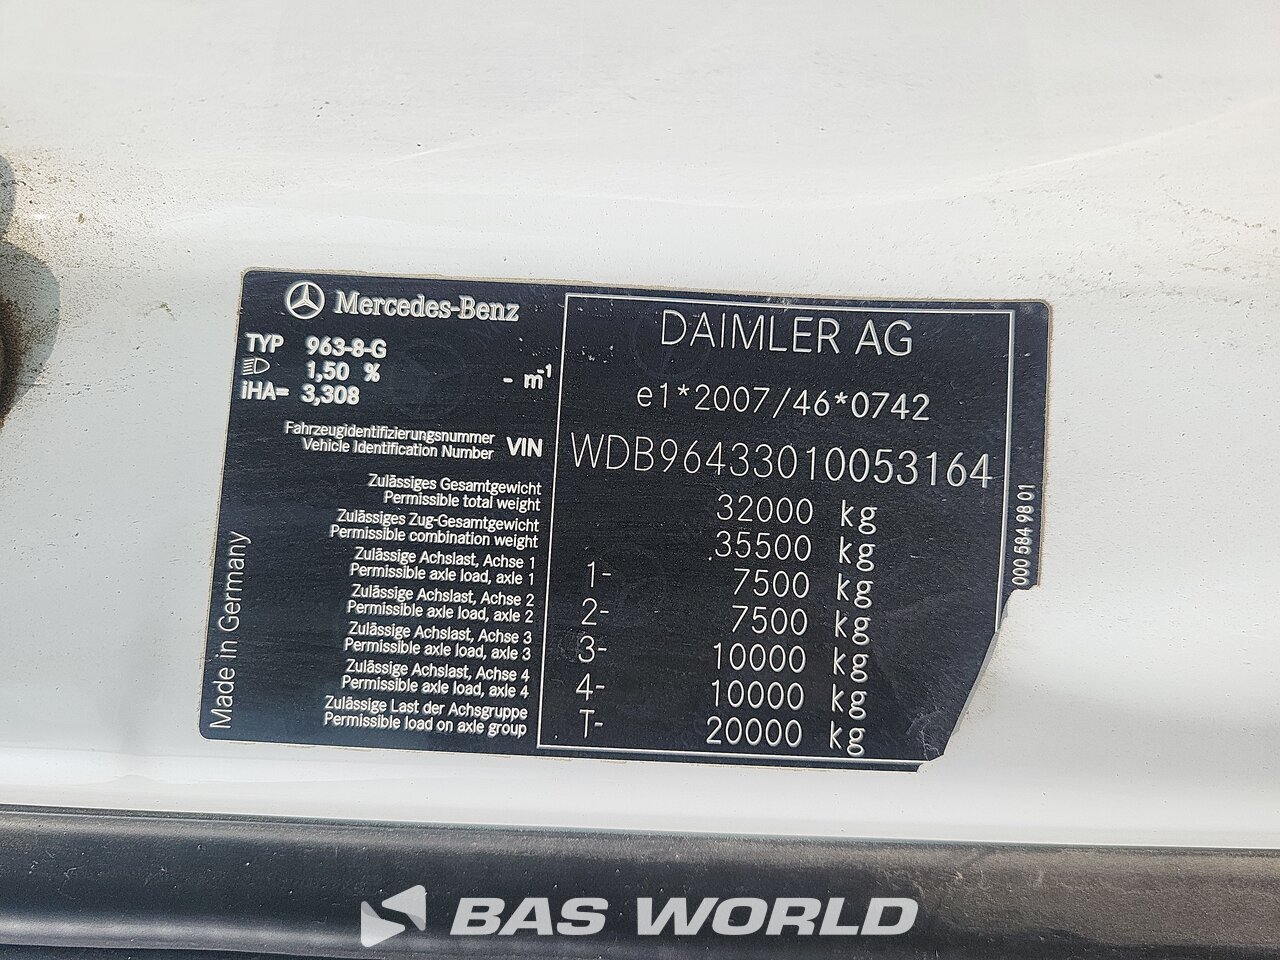 Mercedes-Benz
TYP 963-8-G
1,50 % - m-1
iHA= 3,308
DAIMLER AG
e1*2007/46*0742
Fahrzeugidentifizierungsnummer
Vehicle Identification Number VIN WDB96433010053164
Zulässiges Gesamtgewicht
Permissible total weight 32000 kg
Zulässiges Zug-Gesamtgewicht
Permissible combination weight 35500 kg
Zulässige Achslast, Achse 1
Permissible axle load, axle 1 1- 7500 kg
Zulässige Achslast, Achse 2
Permissible axle load, axle 2 2- 7500 kg
Zulässige Achslast, Achse 3
Permissible axle load, axle 3 3- 10000 kg
Zulässige Achslast, Achse 4
Permissible axle load, axle 4 4- 10000 kg
Zulässige Last der Achsgruppe
Permissible load on axle group T- 20000 kg
Made in Germany
000 584 98 01
BAS WORLD